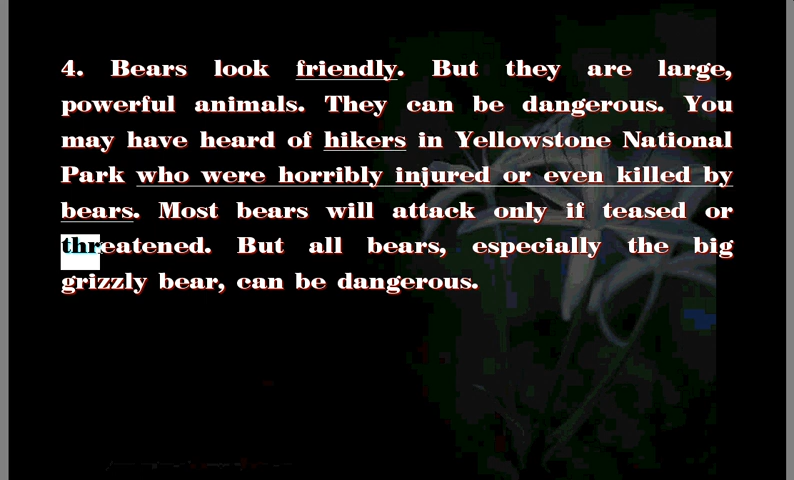 4. Bears look friendly. But they are large,
powerful animals. They can be dangerous. You
may have heard of hikers in Yellowstone National
Park who were horribly injured or even killed by
bears. Most bears will attack only if teased or
threatened. But all bears, especially the big
grizzly bear, can be dangerous.